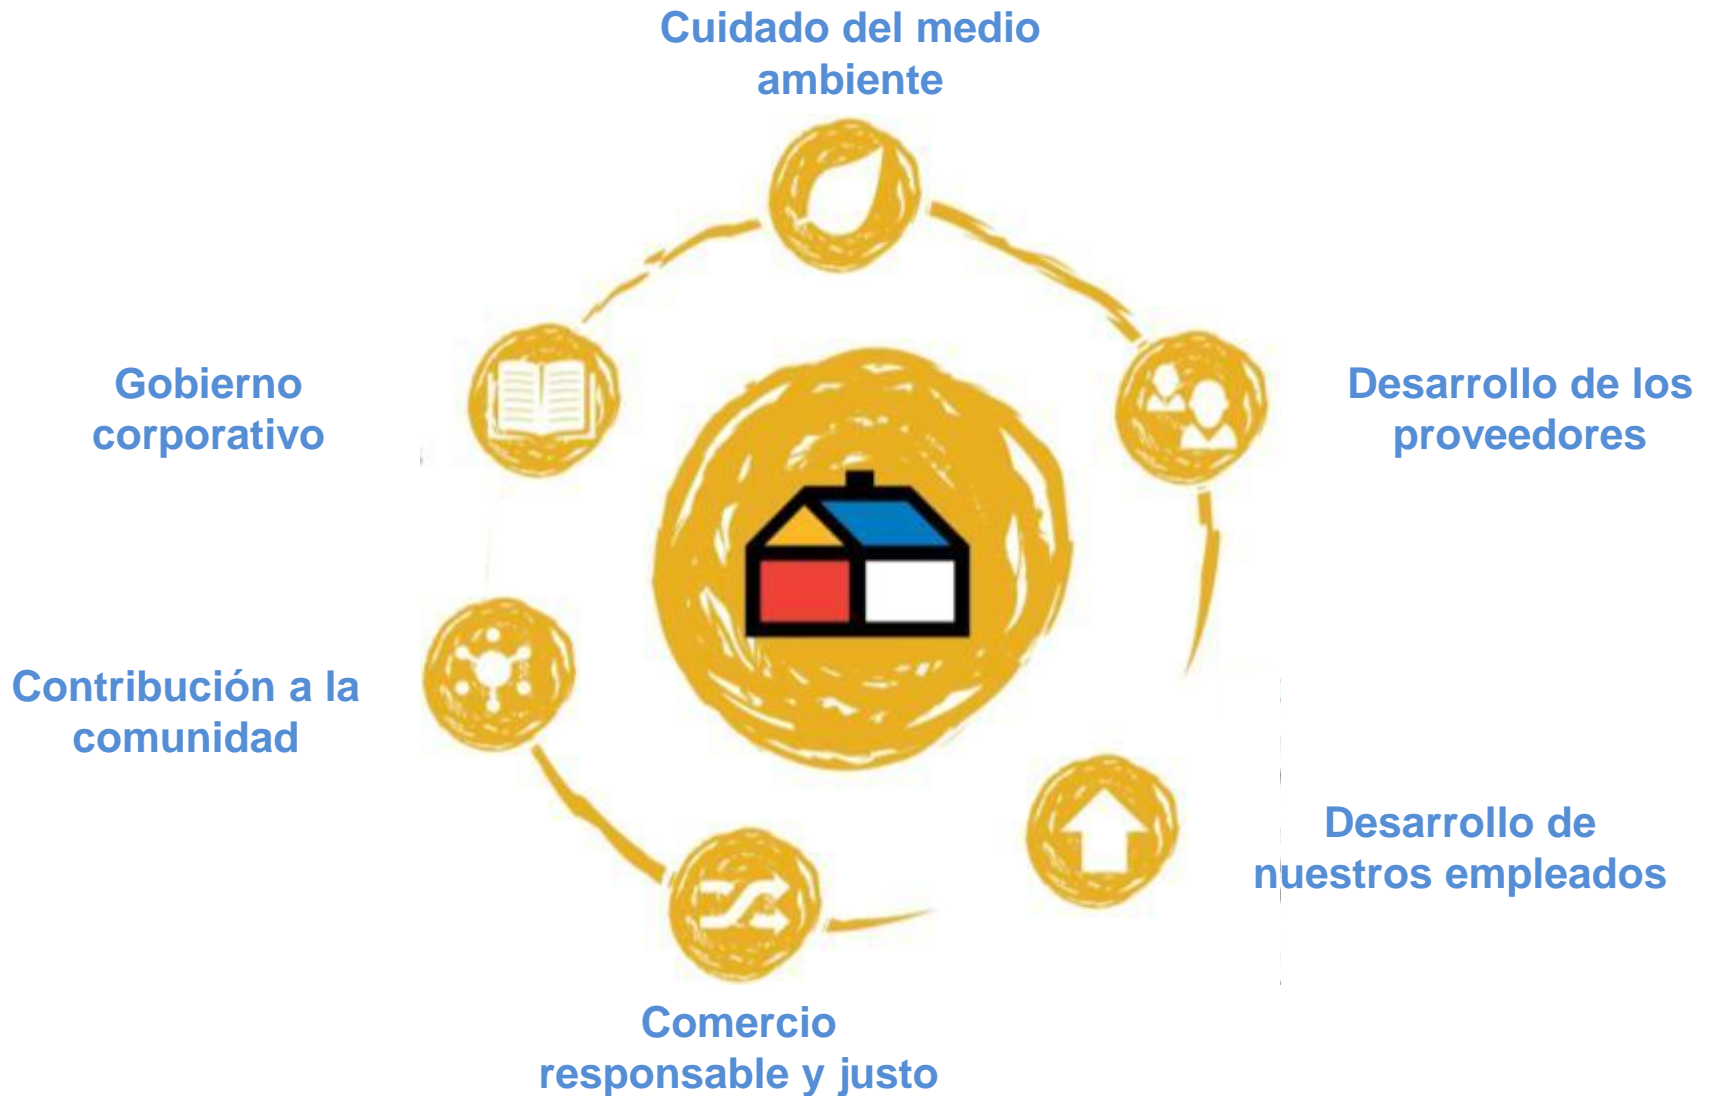 Cuidado del medio
ambiente
Gobierno
corporativo
Desarrollo de los
proveedores
Contribución a la
comunidad
Desarrollo de
nuestros empleados
Comercio
responsable y justo